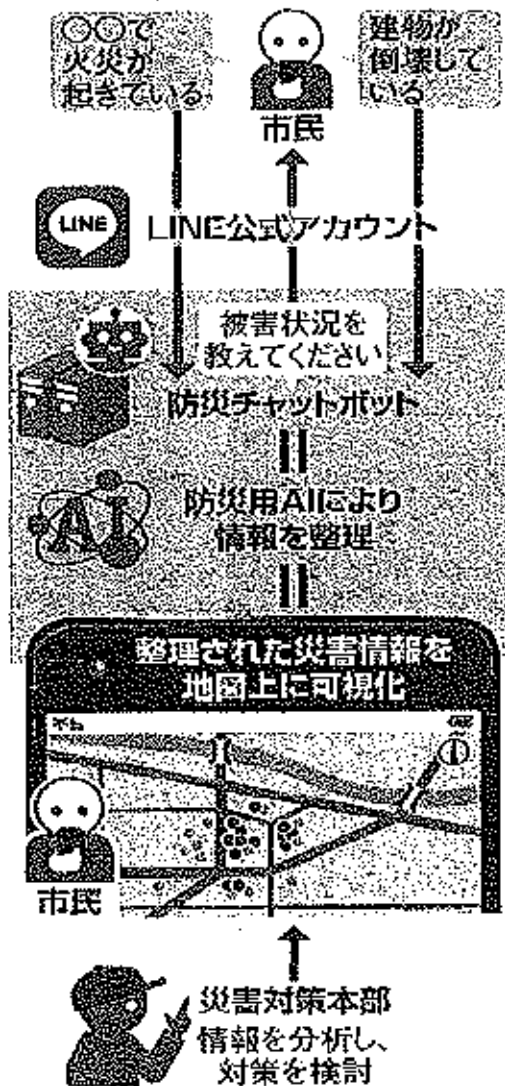 ○○で
火災が
起きている
建物が
倒壊して
いる
市民
LINE
LINE公式アカウント
被害状況を
教えてください
防災チャットボット
AI
防災用AIにより
情報を整理
整理された災害情報を
地図上に可視化
市民
災害対策本部
情報を分析し、
対策を検討